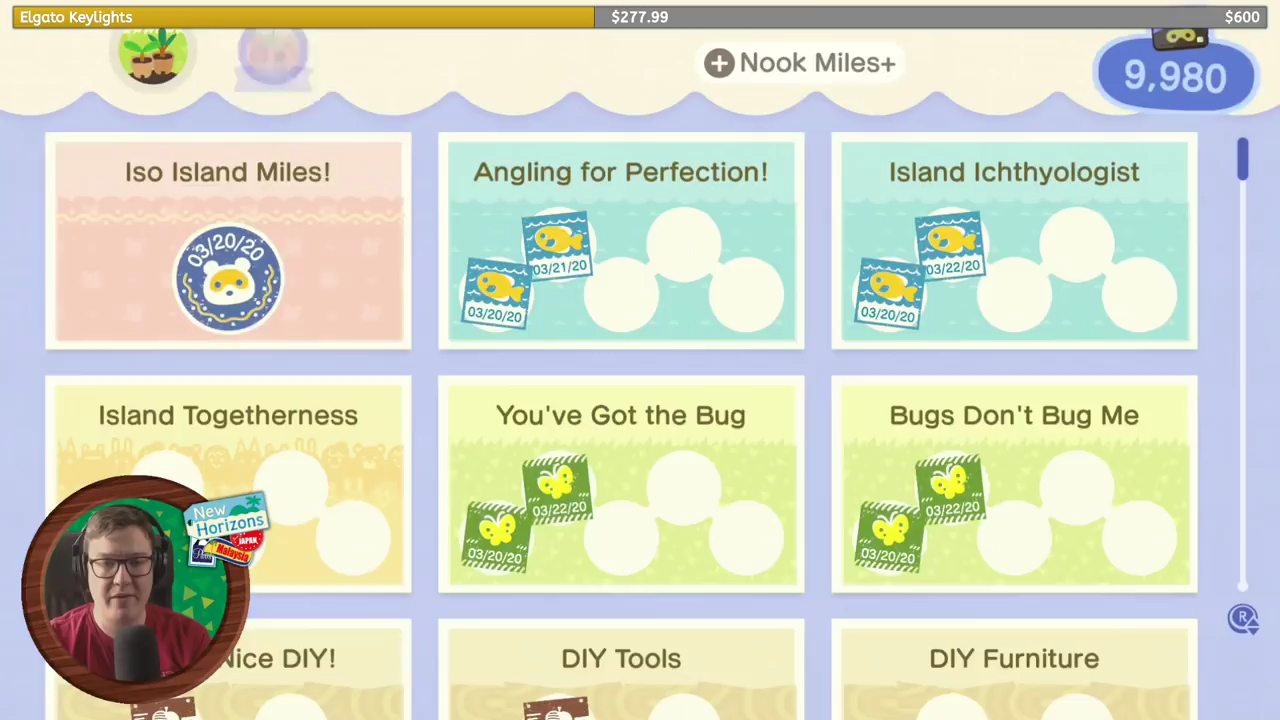 Elgato Keylights
$277.99
$600
Nook Miles+
9,980
Iso Island Miles!
03/20/20
Angling for Perfection!
03/21/20
03/20/20
Island Ichthyologist
03/22/20
03/20/20
Island Togetherness
You've Got the Bug
03/22/20
03/20/20
Bugs Don't Bug Me
03/22/20
03/20/20
New
Horizons
JAPAN
Malaysia
Nice DIY!
DIY Tools
DIY Furniture
R